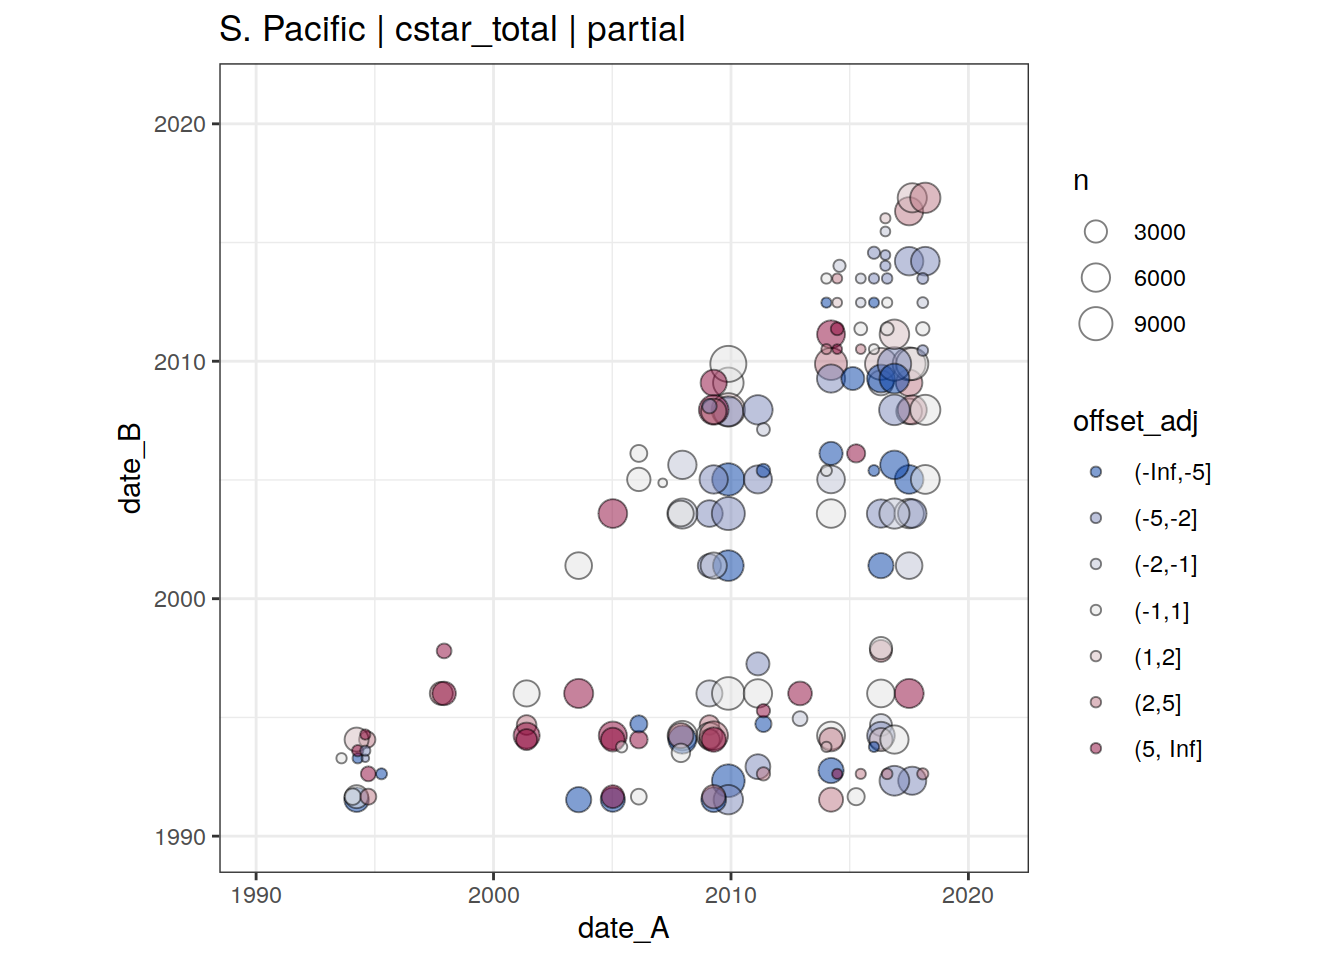 S. Pacific | cstar_total | partial
2020
2010
2000
1990
date_B
1990
2000
2010
2020
date_A
n
3000
6000
9000
offset_adj
(-Inf,-5]
(-5,-2]
(-2,-1]
(-1,1]
(1,2]
(2,5]
(5, Inf]